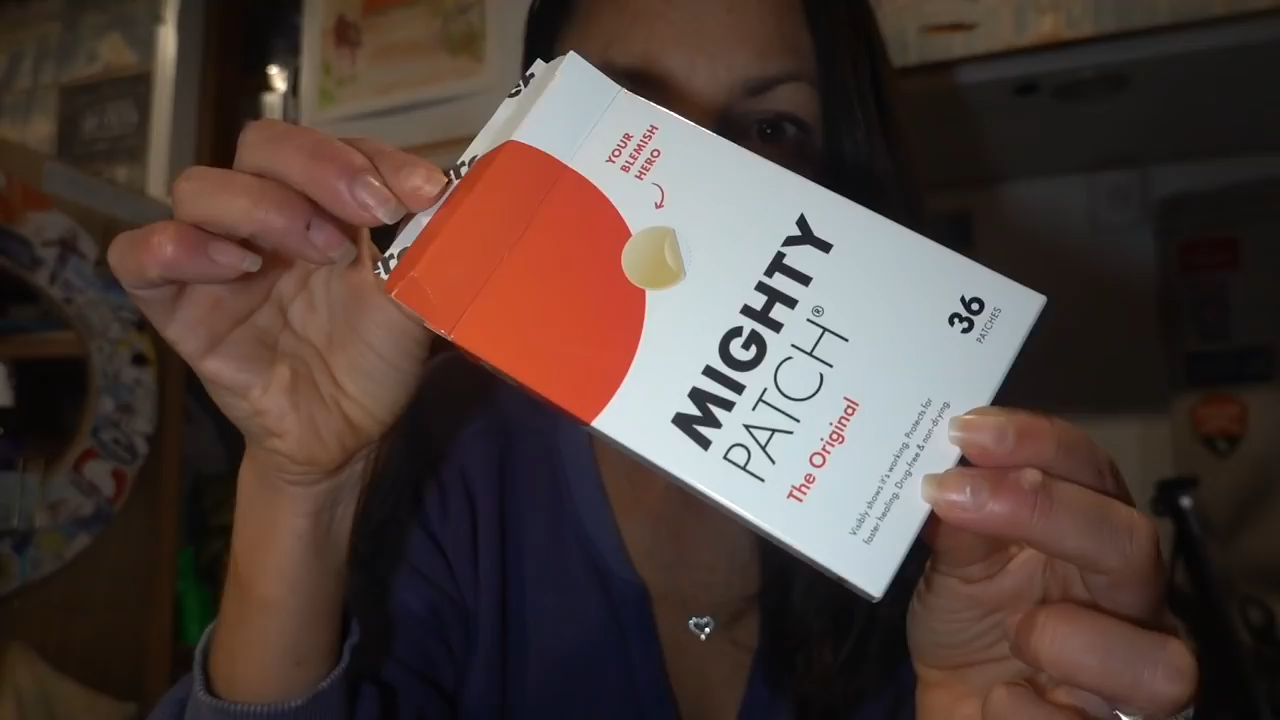 YOUR
BLEMISH
HERO
MIGHTY
PATCH®
The Original
36
PATCHES
Visibly shows it's working. Protects for
faster healing. Drug-free & non-drying.